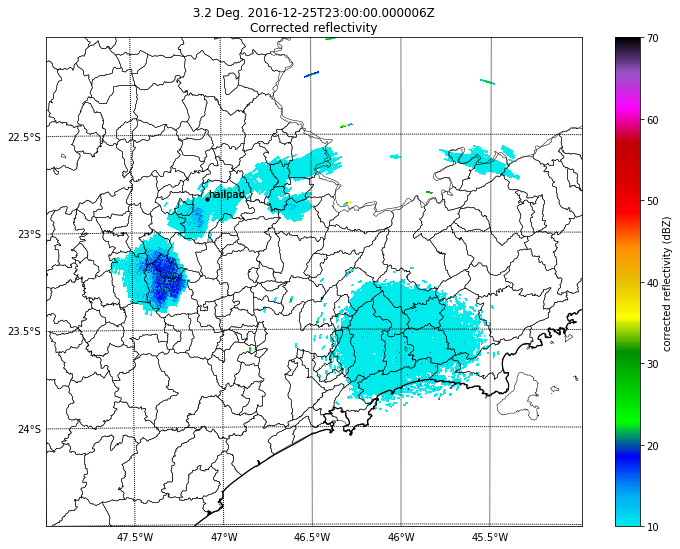 3.2 Deg. 2016-12-25T23:00:00.000006Z
Corrected reflectivity
22.5°S
23°S
23.5°S
24°S
47.5°W
47°W
46.5°W
46°W
45.5°W
hailpad
70
60
50
40
30
20
10
corrected reflectivity (dBZ)